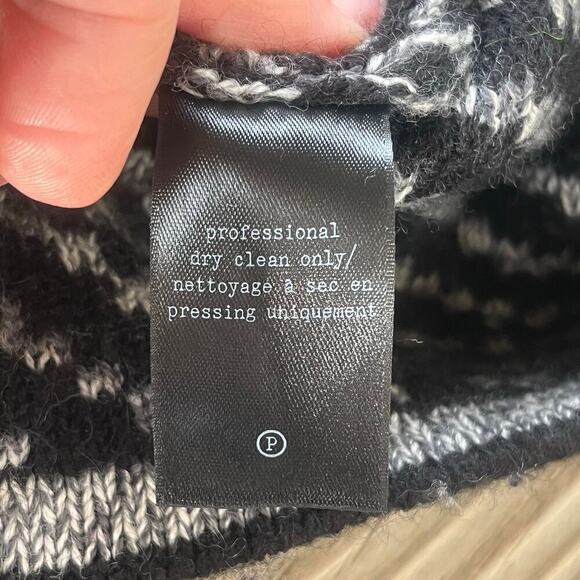 professional
dry clean only/
nettoyage à sec en
pressing uniquement
P